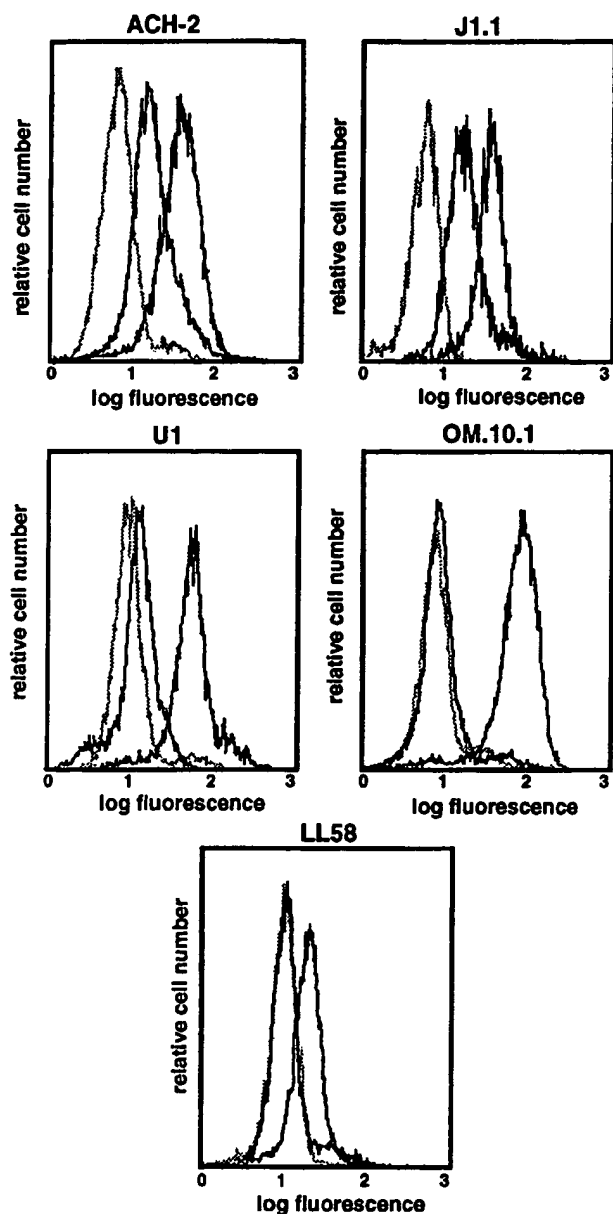 ACH-2
relative cell number
0 1 2 3
log fluorescence
J1.1
relative cell number
0 1 2 3
log fluorescence
U1
relative cell number
0 1 2 3
log fluorescence
OM.10.1
relative cell number
0 1 2 3
log fluorescence
LL58
relative cell number
0 1 2 3
log fluorescence